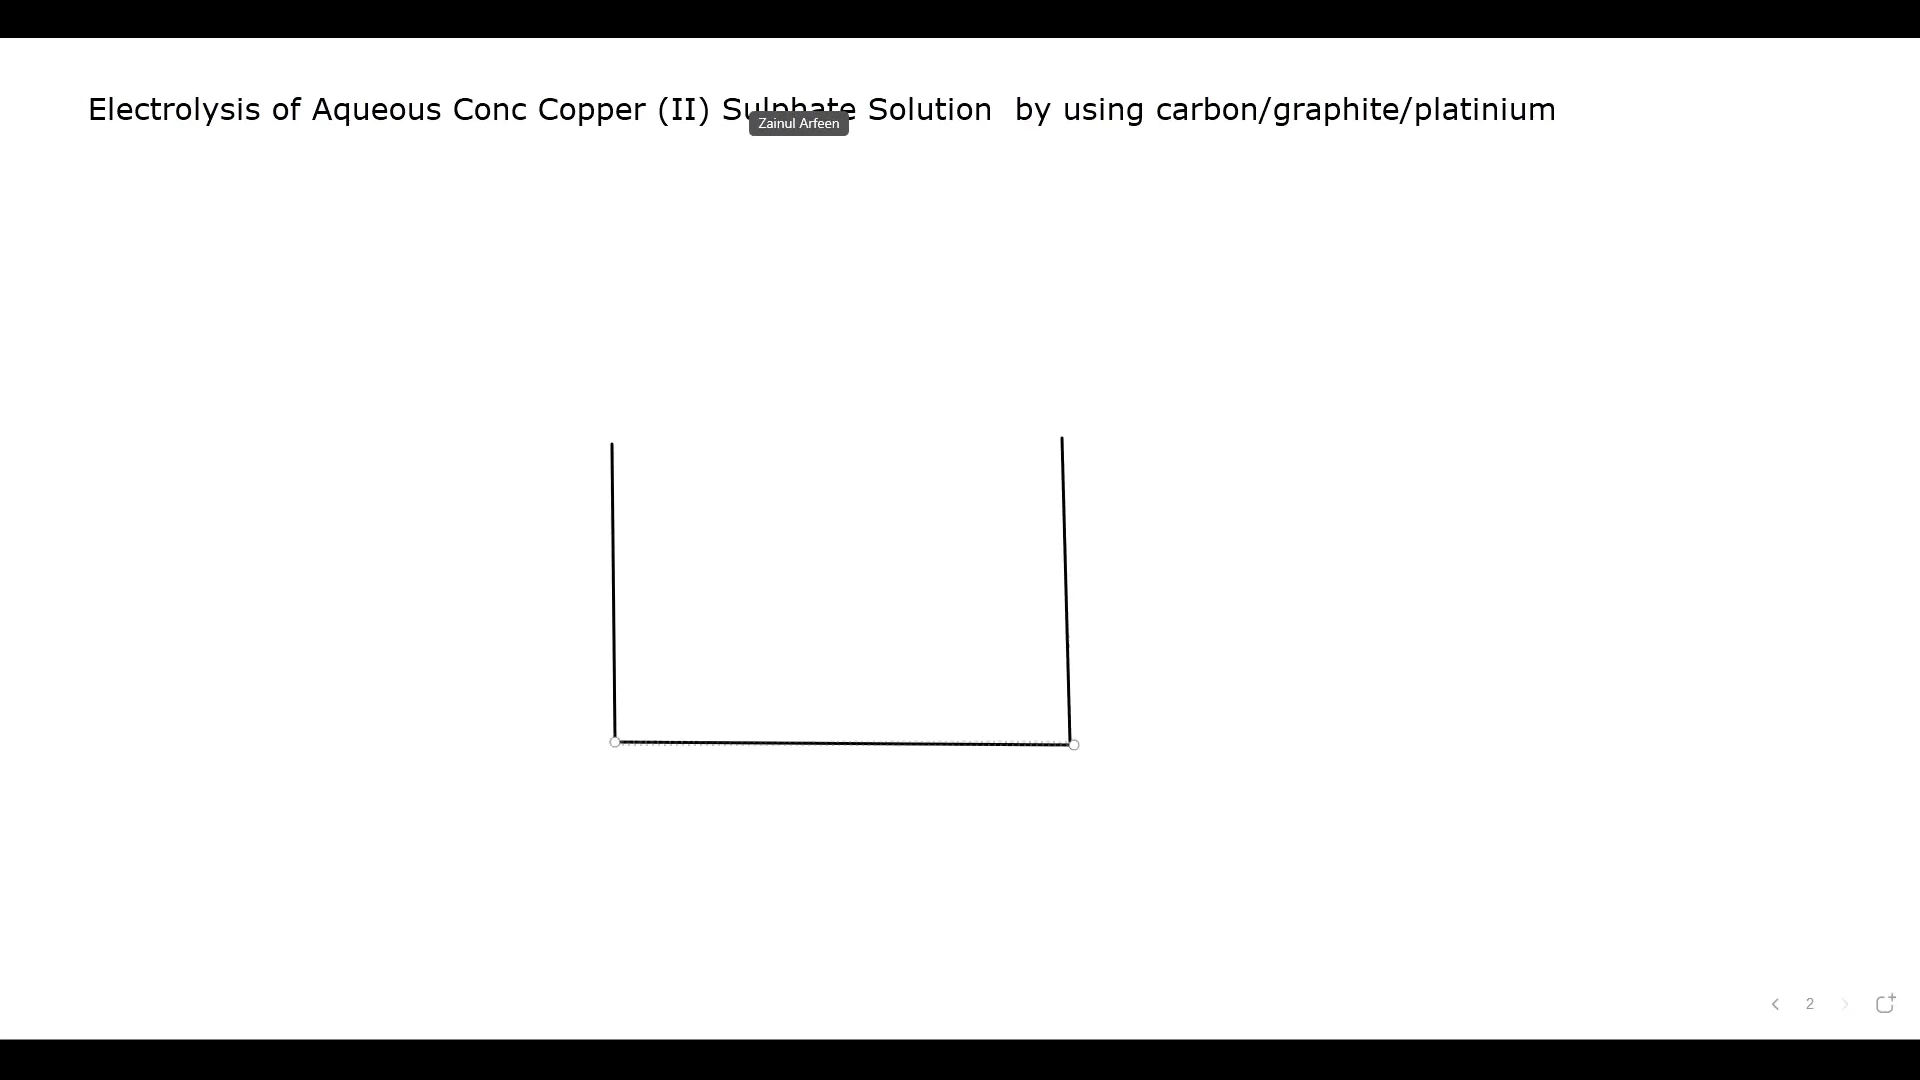 Electrolysis of Aqueous Conc Copper (II) Sulphate Solution by using carbon/graphite/platinium
Zainul Arfeen
2